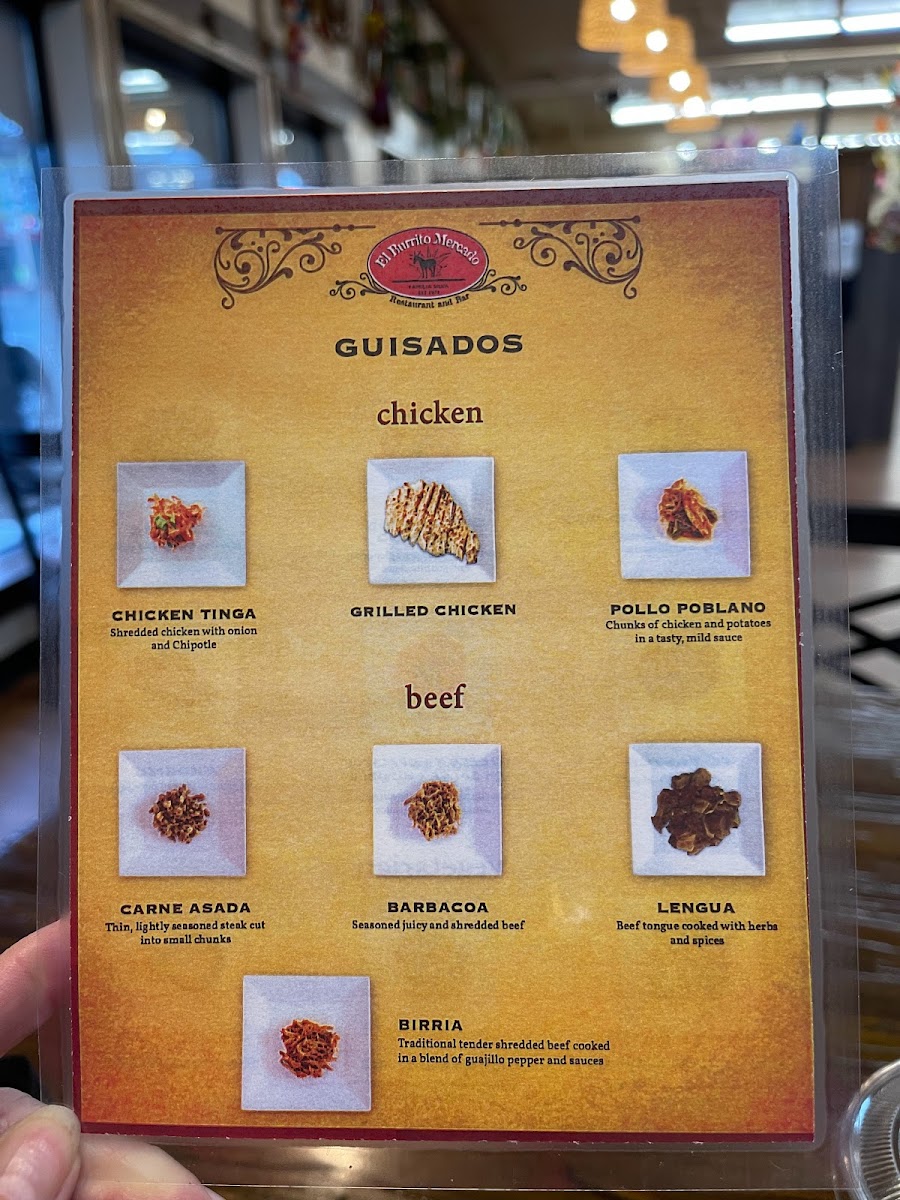 El Burrito Mercado
Restaurant and Bar
GUISADOS
chicken
CHICKEN TINGA
Shredded chicken with onion
and Chipotle
GRILLED CHICKEN
POLLO POBLANO
Chunks of chicken and potatoes
in a tasty, mild sauce
beef
CARNE ASADA
Thin, lightly seasoned steak cut
into small chunks
BARBACOA
Seasoned juicy and shredded beef
LENGUA
Beef tongue cooked with herbs
and spices
BIRRIA
Traditional tender shredded beef cooked
in a blend of guajillo pepper and sauces